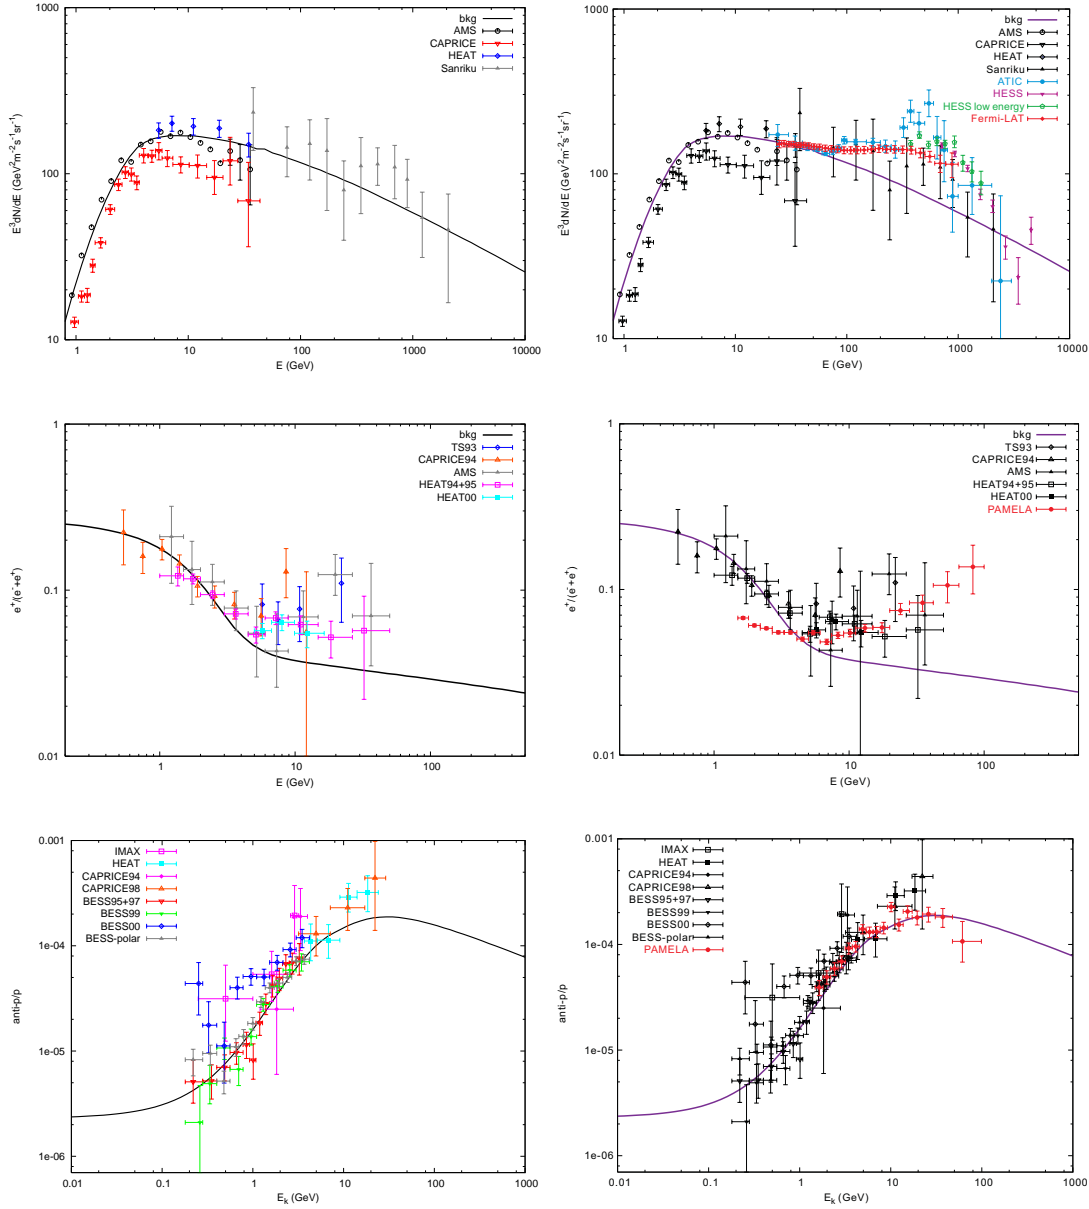 1000
100
10
1
10
100
1000
10000
E³dN/dE (GeV²m⁻²s⁻¹sr⁻¹)
E (GeV)
bkg
AMS
CAPRICE
HEAT
Sanriku
1000
100
10
1
10
100
1000
10000
E³dN/dE (GeV²m⁻²s⁻¹sr⁻¹)
E (GeV)
bkg
AMS
CAPRICE
HEAT
Sanriku
ATIC
HESS
HESS low energy
Fermi-LAT
1
0.1
0.01
1
10
100
e⁺/(e⁻+e⁺)
E (GeV)
bkg
TS93
CAPRICE94
AMS
HEAT94+95
HEAT00
1
0.1
0.01
1
10
100
e⁺/(e⁻+e⁺)
E (GeV)
bkg
TS93
CAPRICE94
AMS
HEAT94+95
HEAT00
PAMELA
0.001
1e-04
1e-05
1e-06
0.01
0.1
1
10
100
1000
anti-p/p
Eₖ (GeV)
IMAX
HEAT
CAPRICE94
CAPRICE98
BESS95+97
BESS99
BESS00
BESS-polar
0.001
1e-04
1e-05
1e-06
0.01
0.1
1
10
100
1000
anti-p/p
Eₖ (GeV)
IMAX
HEAT
CAPRICE94
CAPRICE98
BESS95+97
BESS99
BESS00
BESS-polar
PAMELA